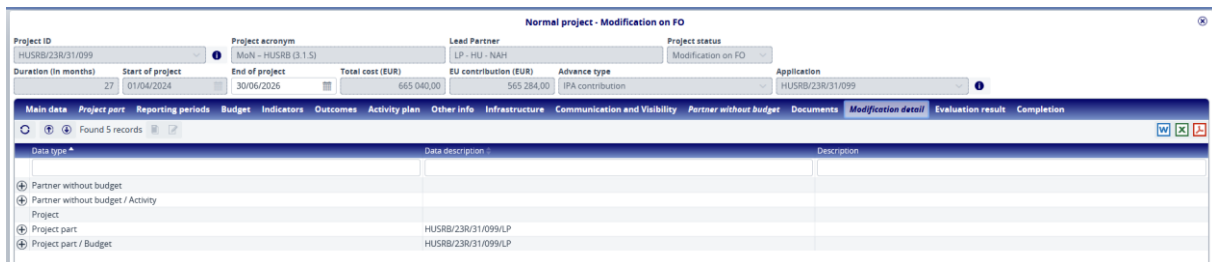 Normal project - Modification on FO
Project ID Project acronym Lead Partner Project status
HUSRB/23R/31/099 MoN – HUSRB (3.1.S) LP - HU - NAH Modification on FO
Duration (in months) Start of project End of project Total cost (EUR) EU contribution (EUR) Advance type Application
27 01/04/2024 30/06/2026 665 040,00 565 284,00 IPA contribution HUSRB/23R/31/099
Main data Project part Reporting periods Budget Indicators Outcomes Activity plan Other info Infrastructure Communication and Visibility Partner without budget Documents Modification detail Evaluation result Completion
Found 5 records W X
Data type Data description Description
Partner without budget
Partner without budget / Activity
Project
Project part HUSRB/23R/31/099/LP
Project part / Budget HUSRB/23R/31/099/LP